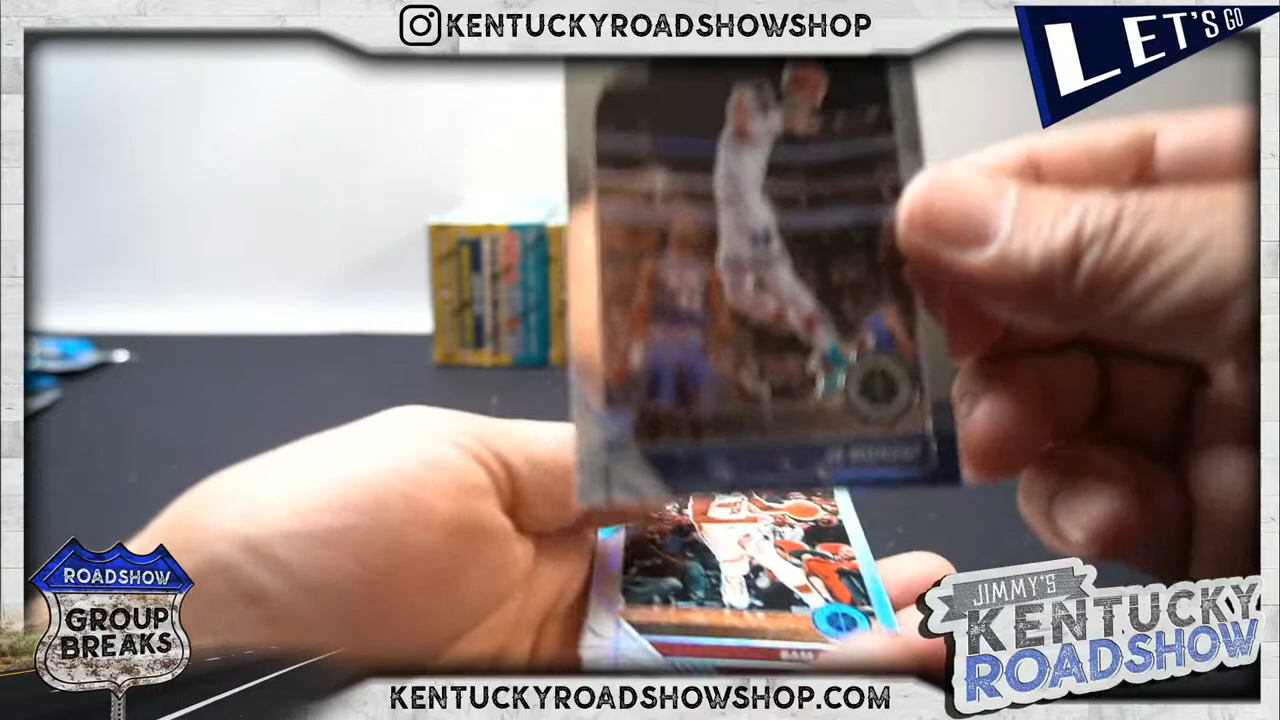 KENTUCKYROADSHOWSHOP
LET'S GO
ROADSHOW
GROUP
BREAKS
JIMMY'S
KENTUCKY
ROADSHOW
KENTUCKYROADSHOWSHOP.COM